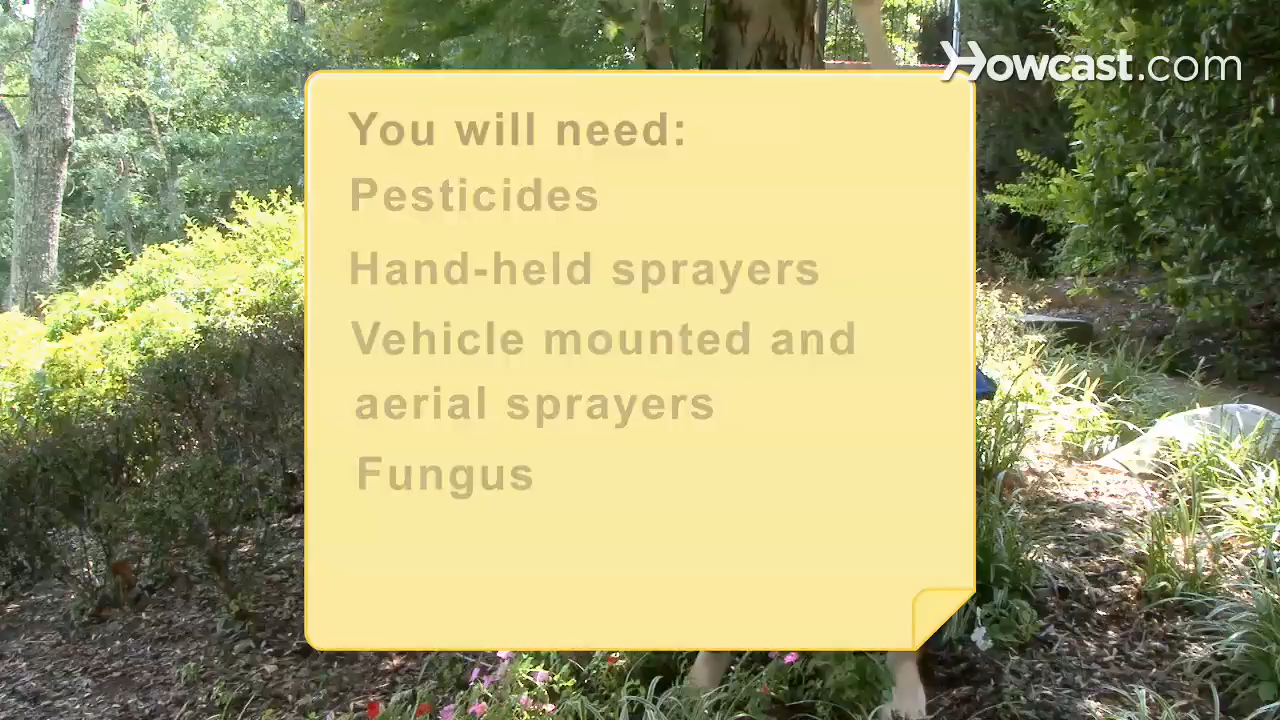 Howcast.com
You will need:
Pesticides
Hand-held sprayers
Vehicle mounted and
aerial sprayers
Fungus